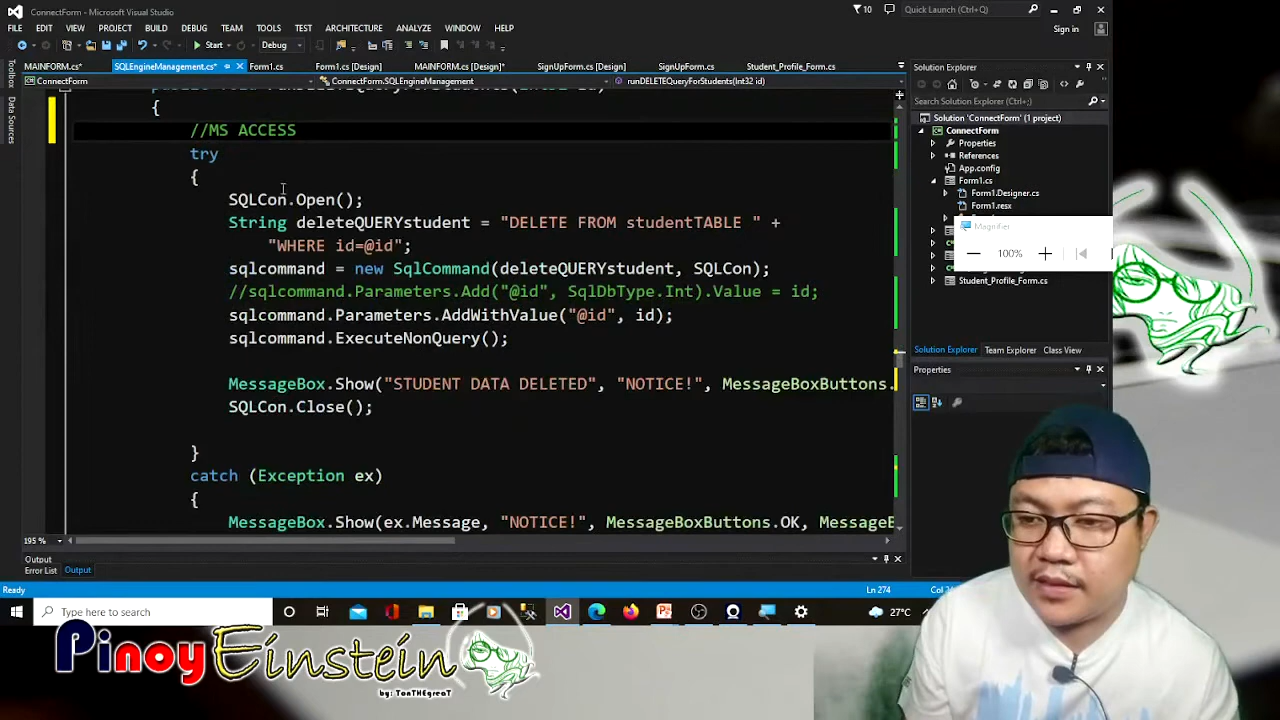 ConnectForm - Microsoft Visual Studio
10
Quick Launch (Ctrl+Q)
FILE EDIT VIEW PROJECT BUILD DEBUG TEAM TOOLS TEST ARCHITECTURE ANALYZE WINDOW HELP
Sign in
Start Debug
MAINFORM.cs* SQLEngineManagement.cs* Form1.cs Form1.cs [Design] MAINFORM.cs [Design]* SignUpForm.cs [Design] SignUpForm.cs Student_Profile_Form.cs
ConnectForm ConnectForm.SQLEngineManagement runDELETEQueryForStudents(Int32 id)
Toolbox
Data Sources
{
//MS ACCESS
try
{
SQLCon.Open();
String deleteQUERYstudent = "DELETE FROM studentTABLE " +
"WHERE id=@id";
sqlcommand = new SqlCommand(deleteQUERYstudent, SQLCon);
//sqlcommand.Parameters.Add("@id", SqlDbType.Int).Value = id;
sqlcommand.Parameters.AddWithValue("@id", id);
sqlcommand.ExecuteNonQuery();
MessageBox.Show("STUDENT DATA DELETED", "NOTICE!", MessageBoxButtons.
SQLCon.Close();
}
catch (Exception ex)
{
MessageBox.Show(ex.Message, "NOTICE!", MessageBoxButtons.OK, MessageB
195 %
Output
Error List Output
Solution Explorer
Search Solution Explorer (Ctrl+;)
Solution 'ConnectForm' (1 project)
ConnectForm
Properties
References
App.config
Form1.cs
Form1.Designer.cs
Form1.resx
Magnifier
100%
Student_Profile_Form.cs
Solution Explorer Team Explorer Class View
Properties
Ready
Ln 274
Type here to search
27°C
Pinoy Einstein
by: TonTHEgreaT